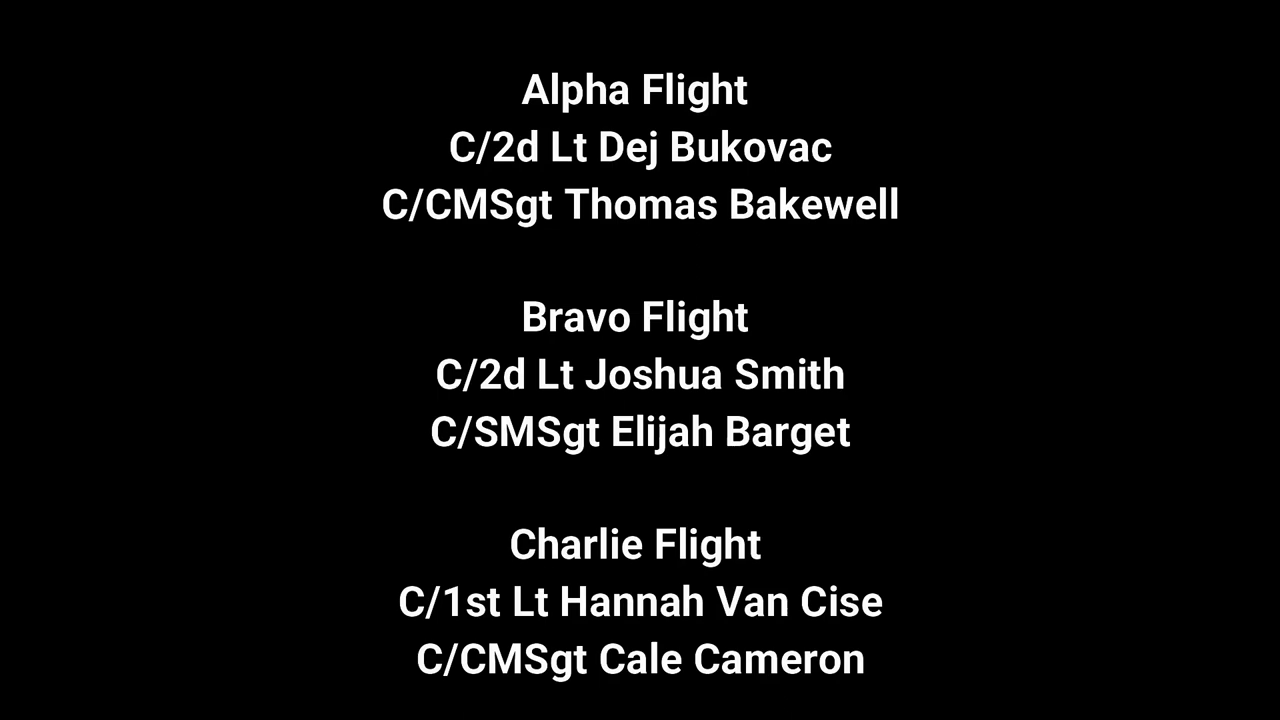 Alpha Flight
C/2d Lt Dej Bukovac
C/CMSgt Thomas Bakewell
Bravo Flight
C/2d Lt Joshua Smith
C/SMSgt Elijah Barget
Charlie Flight
C/1st Lt Hannah Van Cise
C/CMSgt Cale Cameron